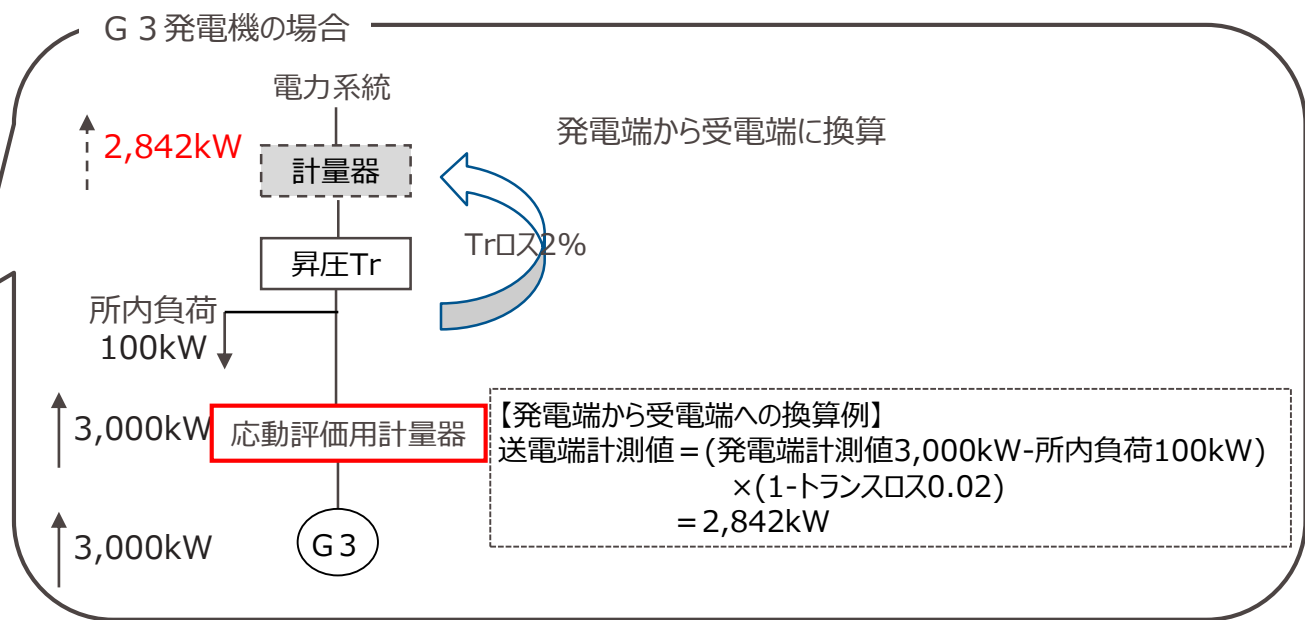 G３発電機の場合
電力系統
2,842kW
発電端から受電端に換算
計量器
Trロス2%
昇圧Tr
所内負荷
100kW
3,000kW
応動評価用計量器
【発電端から受電端への換算例】
送電端計測値＝(発電端計測値3,000kW-所内負荷100kW)
×(1-トランスロス0.02)
＝2,842kW
3,000kW
G３